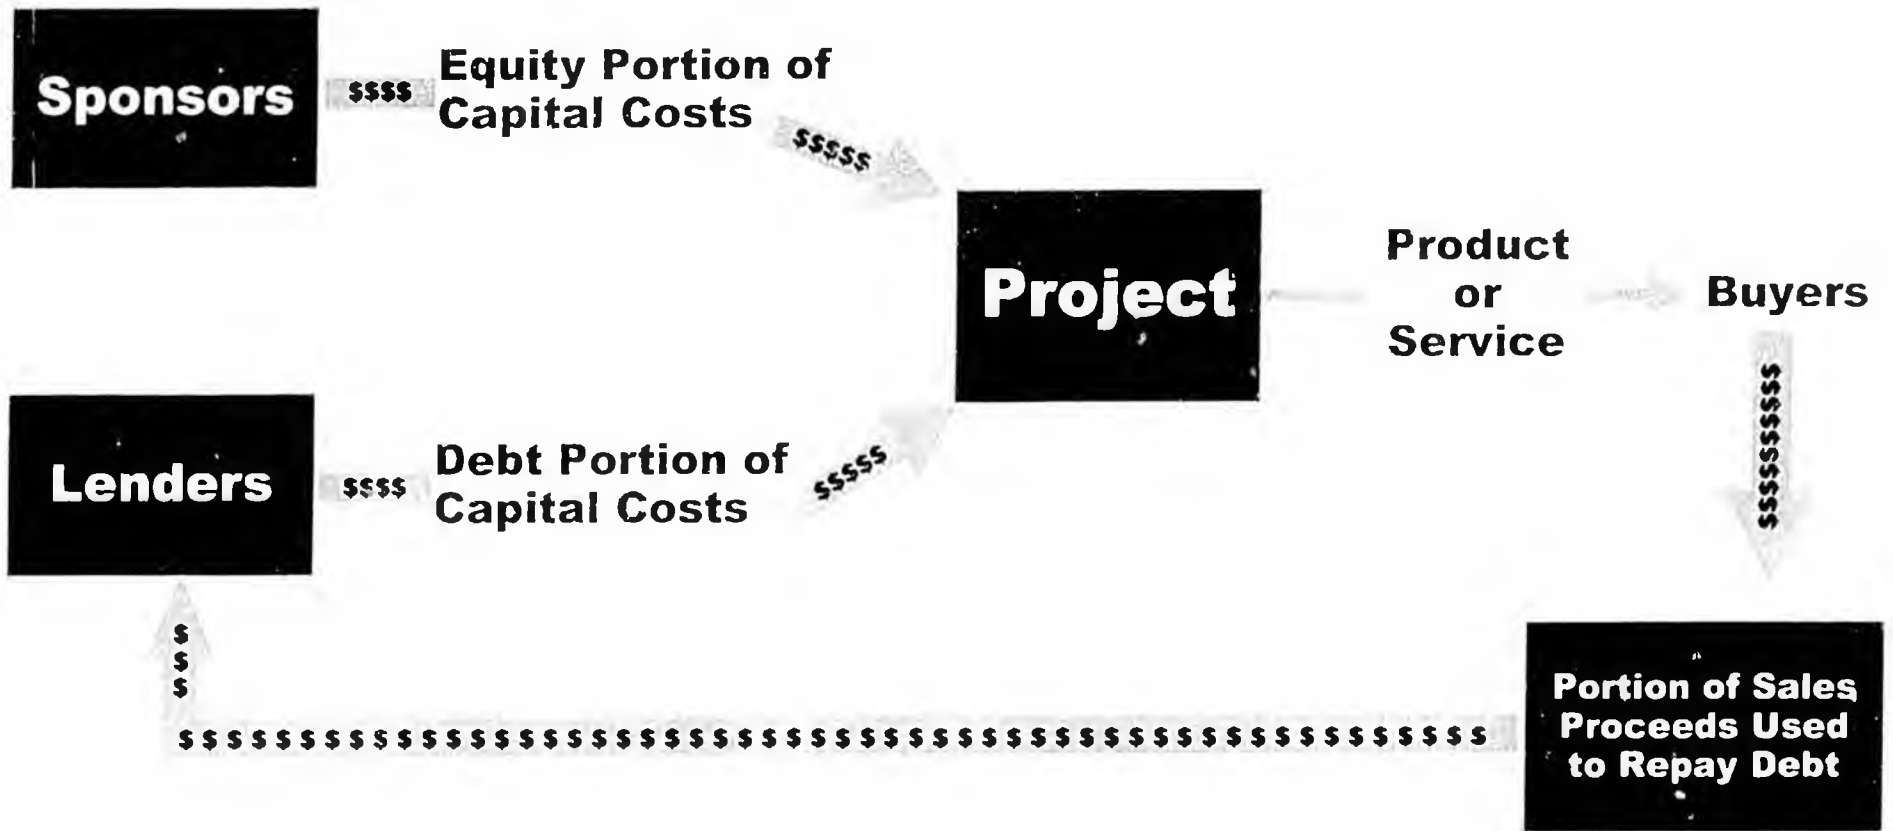 Sponsors
$$$$
Equity Portion of
Capital Costs
$$$$$
Project
Product
or
Service
Buyers
$$$$$$$$$$
Lenders
$$$$
Debt Portion of
Capital Costs
$$$$$
$
$
$
$$$$$$$$$$$$$$$$$$$$$$$$$$$$$$$$$$$$$$$$$$$$$$$$$$$$$$
Portion of Sales
Proceeds Used
to Repay Debt